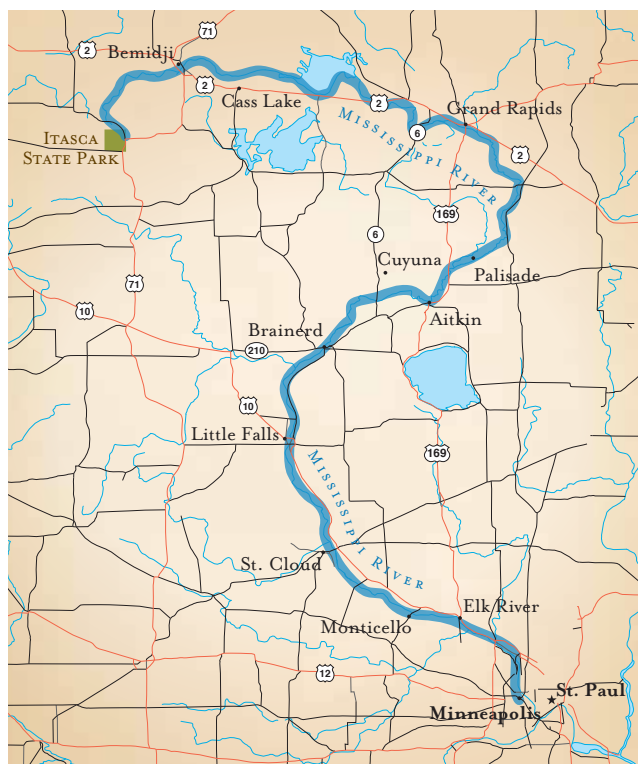 71
2
Bemidji
2
Cass Lake
2
Grand Rapids
6
2
Itasca
State Park
Mississippi River
169
6
Cuyuna
Palisade
71
10
Aitkin
Brainerd
210
10
Little Falls
169
Mississippi River
St. Cloud
Elk River
Monticello
12
St. Paul
Minneapolis